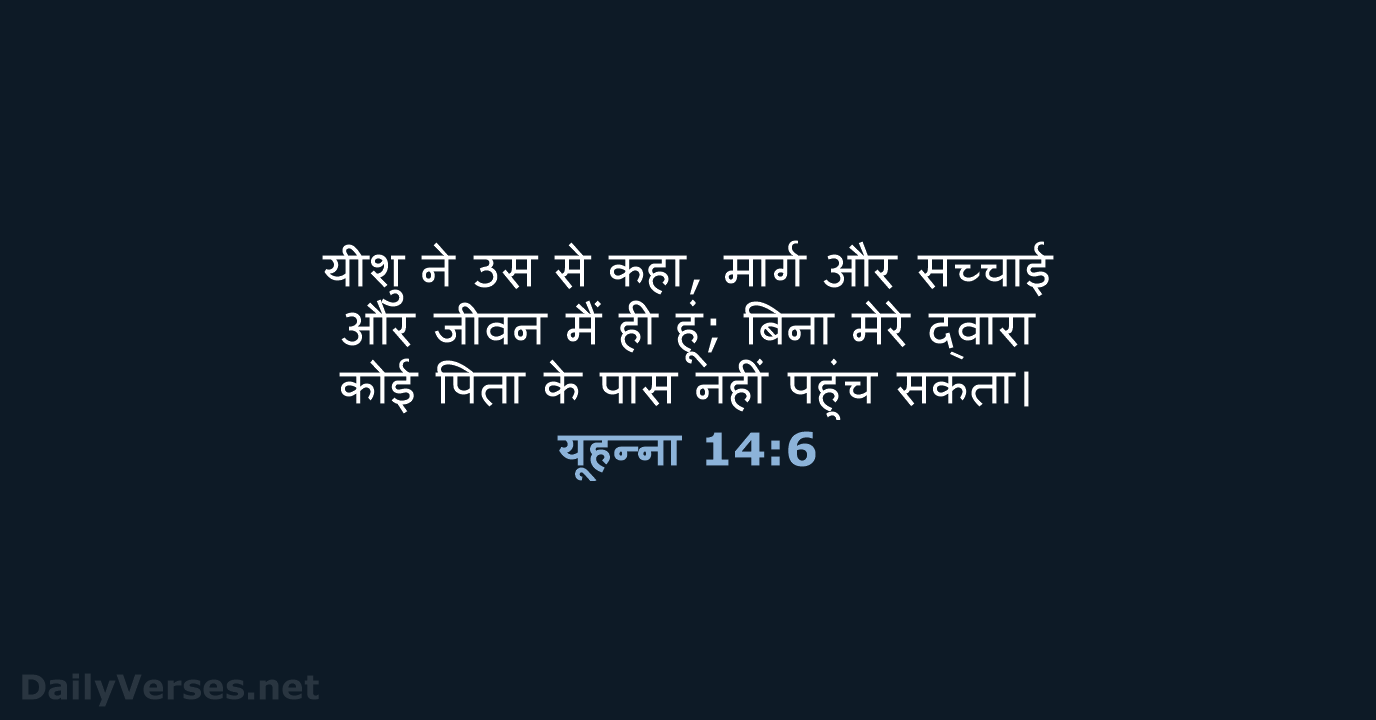 यीशु ने उस से कहा, मार्ग और सच्चाई
और जीवन मैं ही हूं; बिना मेरे द्वारा
कोई पिता के पास नहीं पहुंच सकता।
यूहन्ना 14:6
DailyVerses.net